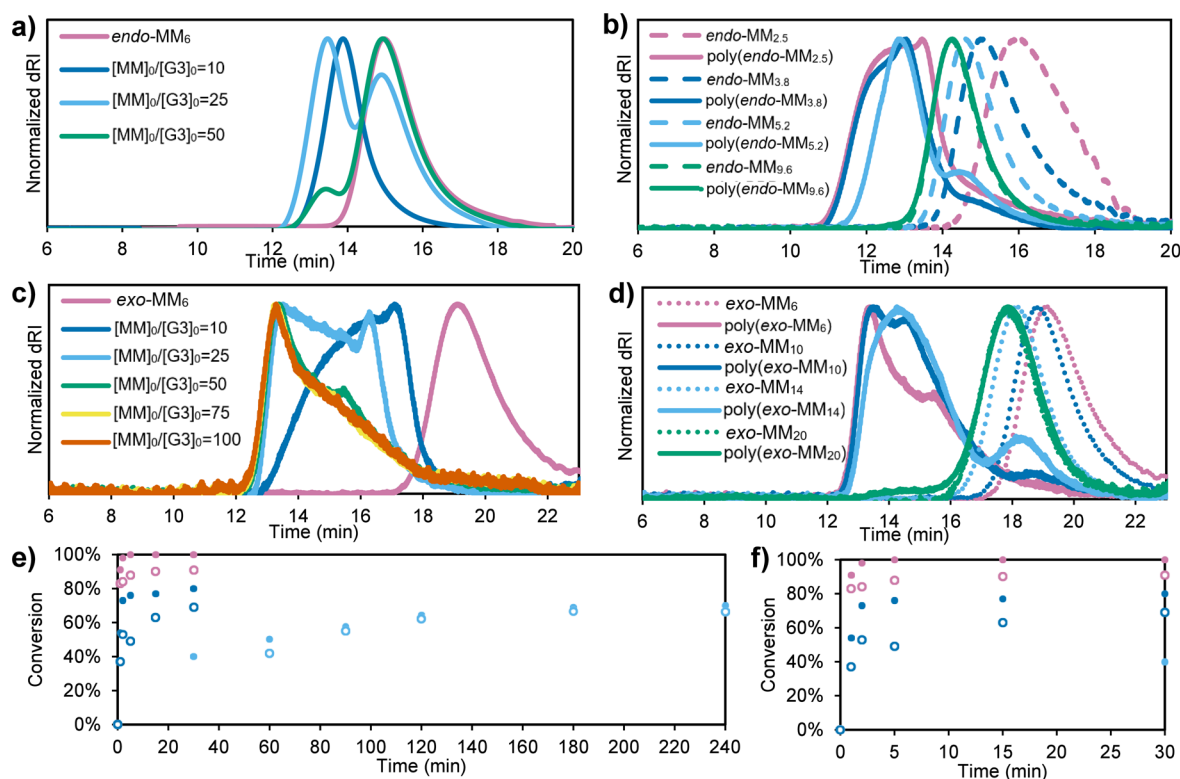 a)
Nnormalized dRI
endo-MM₆
[MM]₀/[G3]₀=10
[MM]₀/[G3]₀=25
[MM]₀/[G3]₀=50
6 8 10 12 14 16 18 20
Time (min)
b)
Normalized dRI
endo-MM₂.₅
poly(endo-MM₂.₅)
endo-MM₃.₈
poly(endo-MM₃.₈)
endo-MM₅.₂
poly(endo-MM₅.₂)
endo-MM₉.₆
poly(endo-MM₉.₆)
6 8 10 12 14 16 18 20
Time (min)
c)
Normalized dRI
exo-MM₆
[MM]₀/[G3]₀=10
[MM]₀/[G3]₀=25
[MM]₀/[G3]₀=50
[MM]₀/[G3]₀=75
[MM]₀/[G3]₀=100
6 8 10 12 14 16 18 20 22
Time (min)
d)
Normalized dRI
exo-MM₆
poly(exo-MM₆)
exo-MM₁₀
poly(exo-MM₁₀)
exo-MM₁₄
poly(exo-MM₁₄)
exo-MM₂₀
poly(exo-MM₂₀)
6 8 10 12 14 16 18 20 22
Time (min)
e)
Conversion
100%
80%
60%
40%
20%
0%
0 20 40 60 80 100 120 140 160 180 200 220 240
Time (min)
f)
Conversion
100%
80%
60%
40%
20%
0%
0 5 10 15 20 25 30
Time (min)